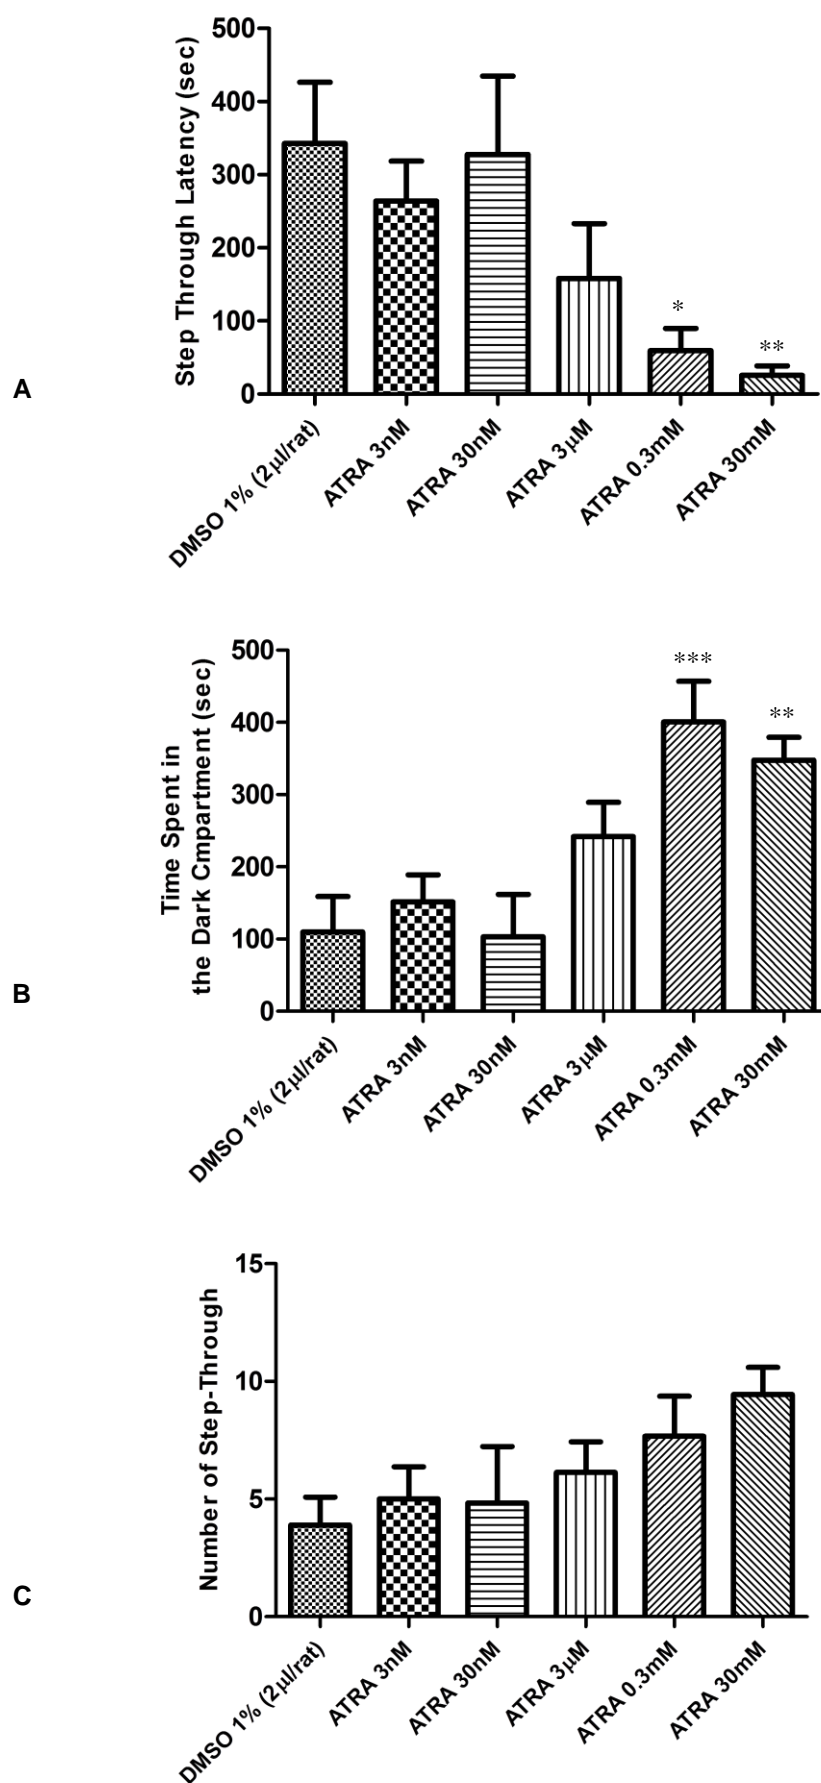 500
400
300
200
100
0
Step Through Latency (sec)
*
**
A
DMSO 1% (2µl/rat)
ATRA 3nM
ATRA 30nM
ATRA 3µM
ATRA 0.3mM
ATRA 30mM
500
400
300
200
100
0
Time Spent in
the Dark Cmpartment (sec)
***
**
B
DMSO 1% (2µl/rat)
ATRA 3nM
ATRA 30nM
ATRA 3µM
ATRA 0.3mM
ATRA 30mM
15
10
5
0
Number of Step-Through
C
DMSO 1% (2µl/rat)
ATRA 3nM
ATRA 30nM
ATRA 3µM
ATRA 0.3mM
ATRA 30mM